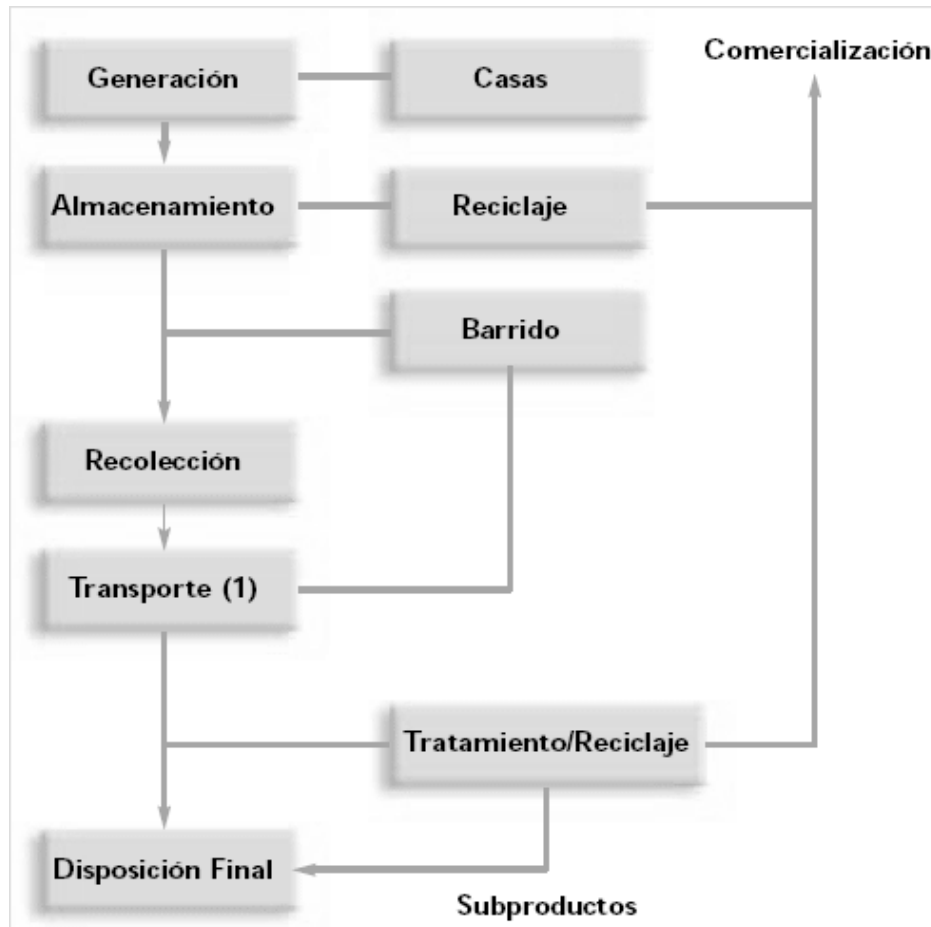 Generación
Casas
Comercialización
Almacenamiento
Reciclaje
Barrido
Recolección
Transporte (1)
Tratamiento/Reciclaje
Disposición Final
Subproductos